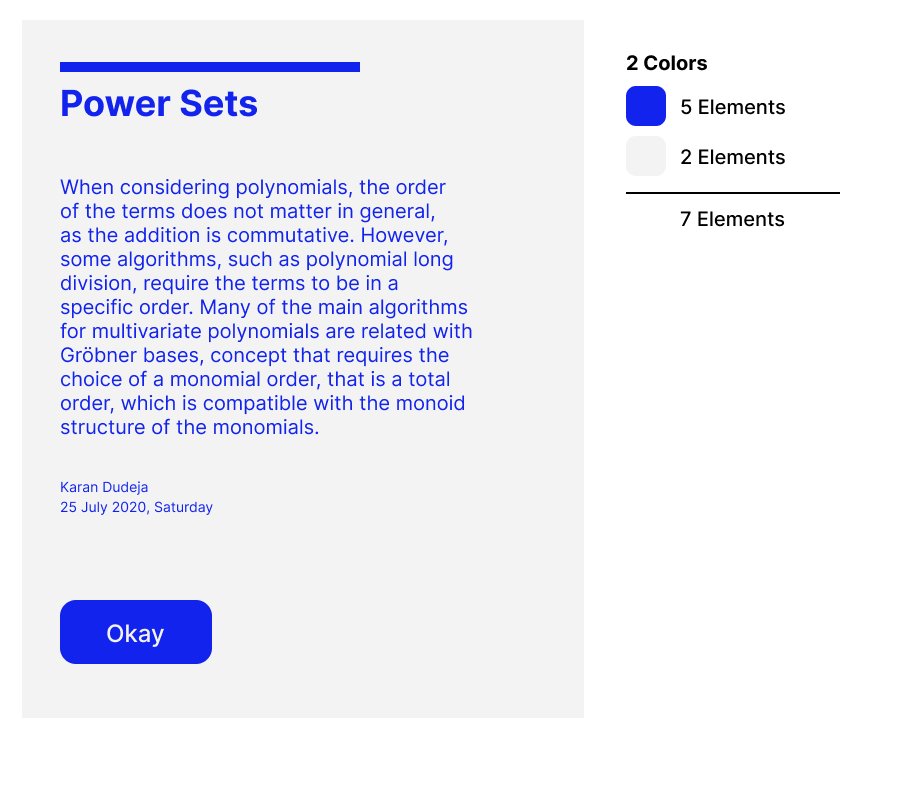 Power Sets
When considering polynomials, the order
of the terms does not matter in general,
as the addition is commutative. However,
some algorithms, such as polynomial long
division, require the terms to be in a
specific order. Many of the main algorithms
for multivariate polynomials are related with
Gröbner bases, concept that requires the
choice of a monomial order, that is a total
order, which is compatible with the monoid
structure of the monomials.
Karan Dudeja
25 July 2020, Saturday
Okay
2 Colors
5 Elements
2 Elements
7 Elements